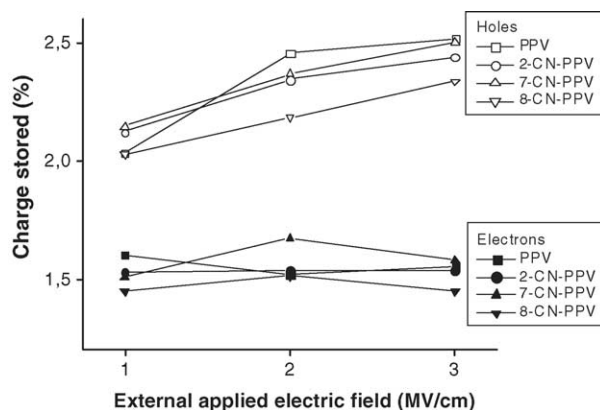 Charge stored (%)
2,5
2,0
1,5
1
2
3
External applied electric field (MV/cm)
Holes
PPV
2-CN-PPV
7-CN-PPV
8-CN-PPV
Electrons
PPV
2-CN-PPV
7-CN-PPV
8-CN-PPV